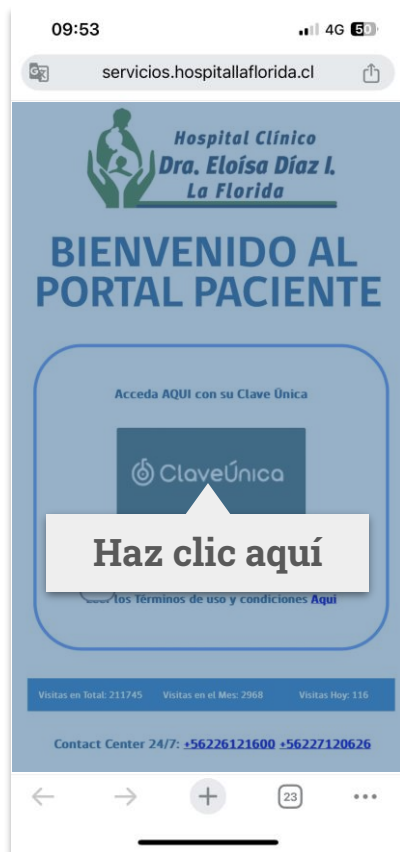 09:53
4G 50
servicios.hospitallaflorida.cl
Hospital Clínico
Dra. Eloísa Díaz I.
La Florida
BIENVENIDO AL
PORTAL PACIENTE
Acceda AQUI con su Clave Única
ClaveÚnica
Haz clic aquí
los Términos de uso y condiciones Aqui
Visitas en Total: 211745 Visitas en el Mes: 2968 Visitas Hoy: 116
Contact Center 24/7: +56226121600 +56227120626
23